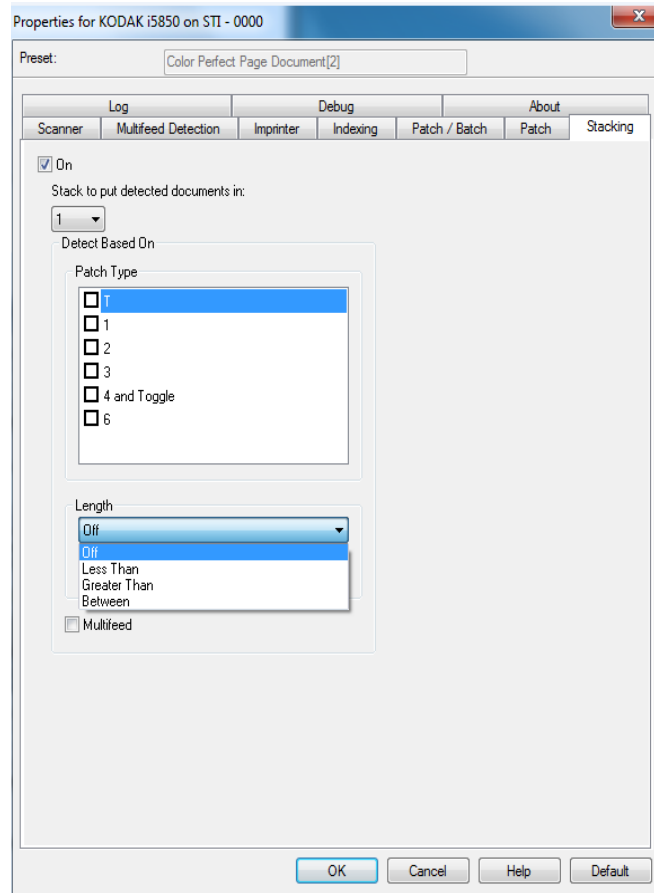 Properties for KODAK i5850 on STI - 0000
x
Preset: Color Perfect Page Document[2]
Log Debug About
Scanner Multifeed Detection Imprinter Indexing Patch / Batch Patch Stacking
On
Stack to put detected documents in:
1
Detect Based On
Patch Type
T
1
2
3
4 and Toggle
6
Length
Off
Off
Less Than
Greater Than
Between
Multifeed
OK Cancel Help Default